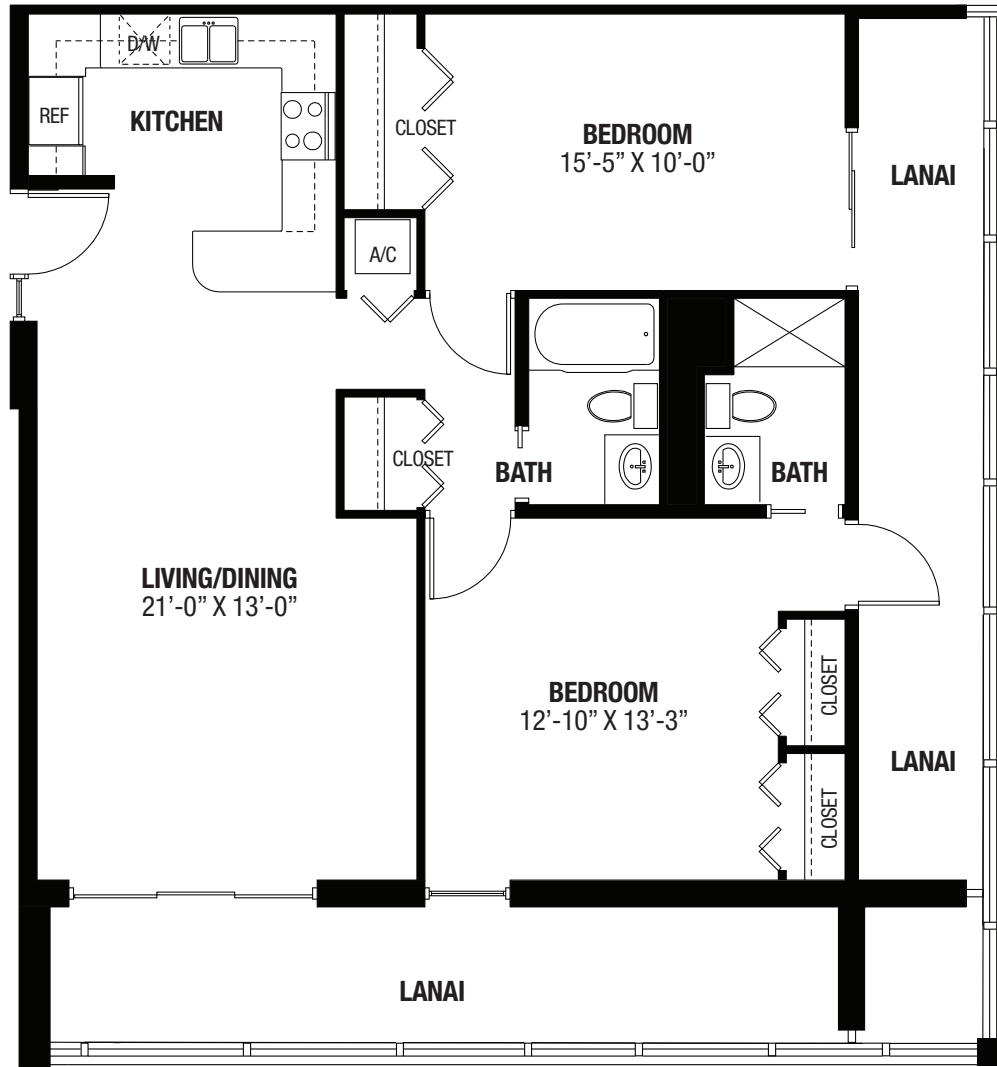 D/W
REF
KITCHEN
CLOSET
BEDROOM
15’-5” X 10’-0”
LANAI
A/C
CLOSET
BATH
BATH
LIVING/DINING
21’-0” X 13’-0”
BEDROOM
12’-10” X 13’-3”
CLOSET
LANAI
CLOSET
LANAI